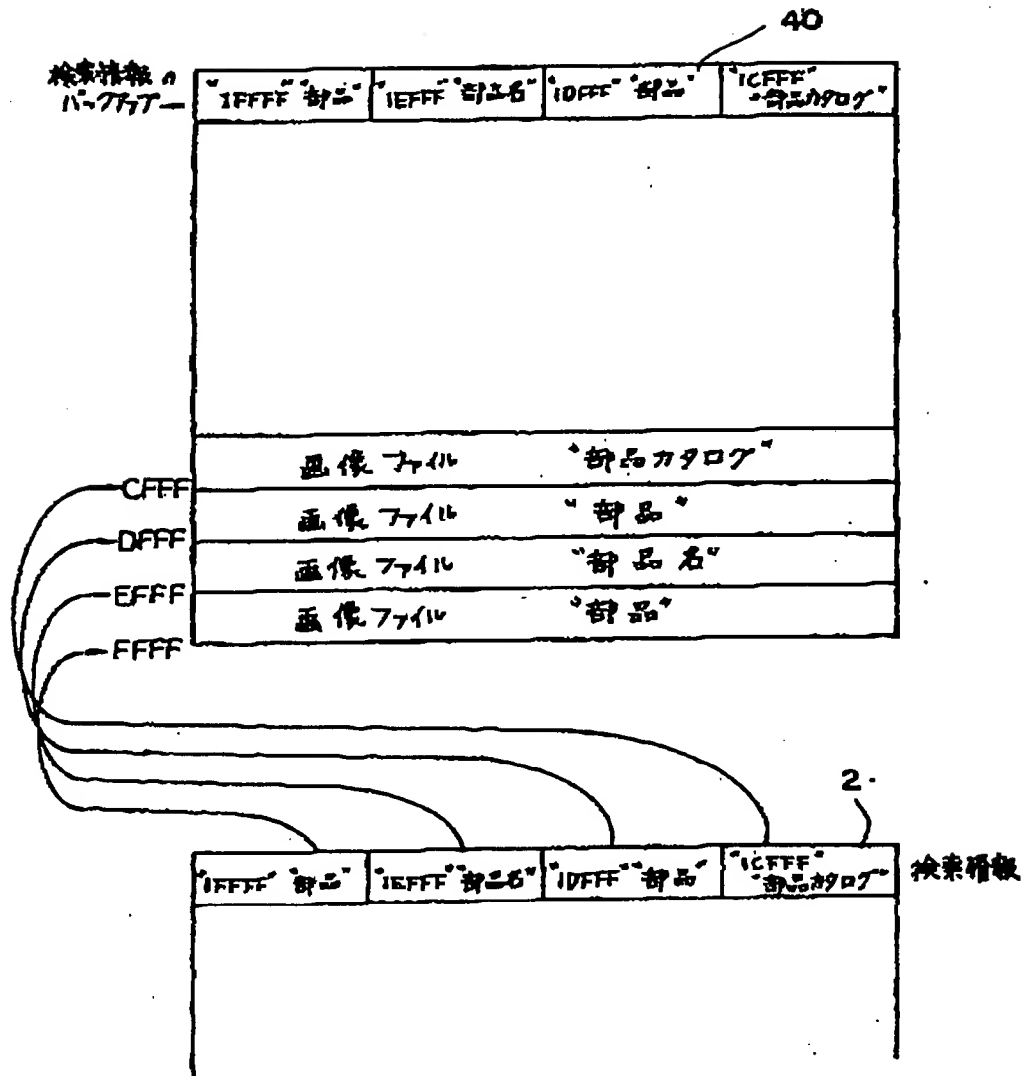 40
検索情報の
バックアップ
"1FFFF" "部品" "1EFFF" "部品名" "1DFFF" "部品" "1CFFF" "部品カタログ"
画像ファイル "部品カタログ"
CFFF
画像ファイル "部品"
DFFF
画像ファイル "部品名"
EFFF
画像ファイル "部品"
FFFF
2
"1FFFF" "部品" "1EFFF" "部品名" "1DFFF" "部品" "1CFFF" "部品カタログ"
検索情報